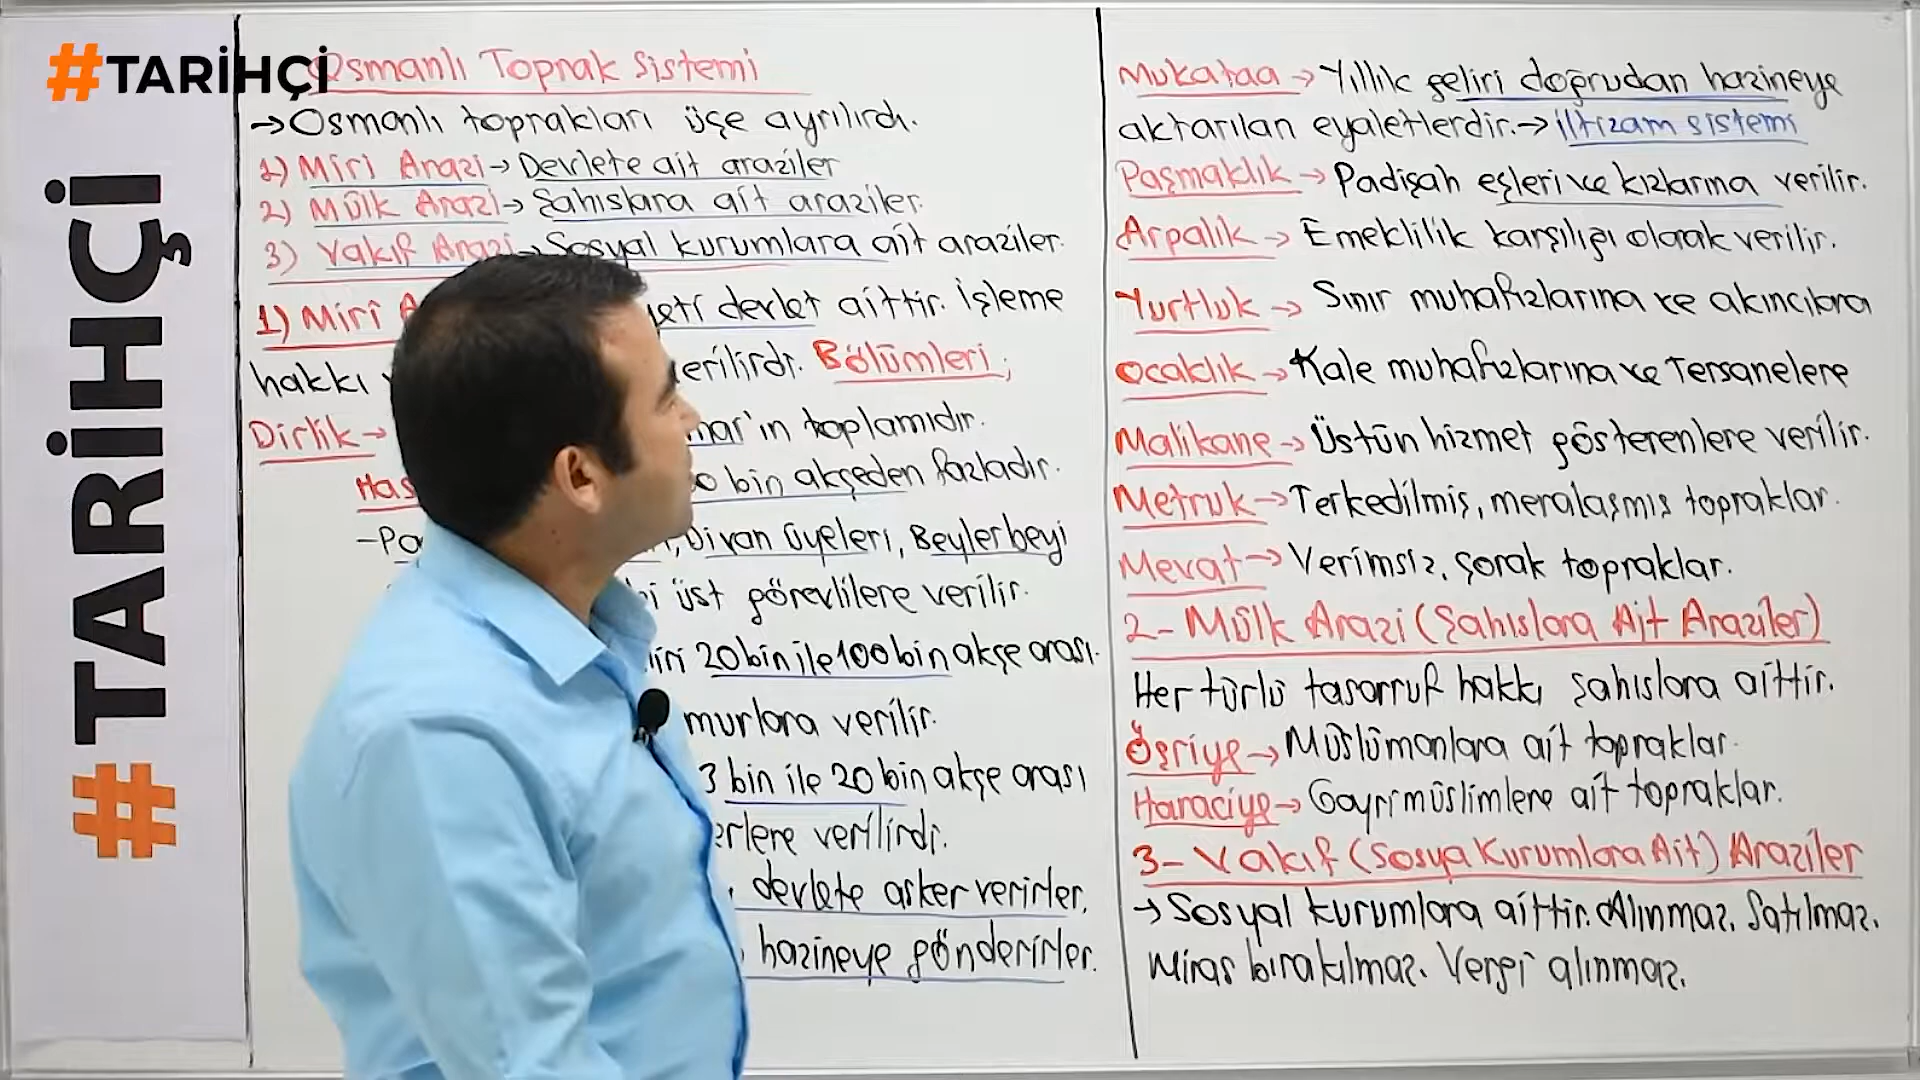 #TARİHÇİ
#TARİHÇİ
Osmanlı Toprak Sistemi
→Osmanlı toprakları üçe ayrılırdı.
1) Miri Arazi→Devlete ait araziler
2) Mülk Arazi→Şahıslara ait araziler.
3) Vakıf Arazi→Sosyal kurumlara ait araziler.
1) Mirî devlet aittir. İşleme
hakkı verilirdi. Bölümleri;
Dirlik→ toplamıdır.
Has bin akçeden fazladır.
Divan Üyeleri, Beylerbeyi
üst görevlilere verilir.
20 bin ile 100 bin akçe arası.
verilir.
3 bin ile 20 bin akçe arası
verilirdi.
devlete asker verirler.
hazineye gönderirler.
Mukataa→Yıllık geliri doğrudan hazineye
aktarılan eyaletlerdir.→iltizam sistemi
Paşmaklık→Padişah eşleri ve kızlarına verilir.
Arpalık→Emeklilik karşılığı olarak verilir.
Yurtluk→Sınır muhafızlarına ve akıncılara
Ocaklık→Kale muhafızlarına ve Tersanelere
Malikane→Üstün hizmet gösterenlere verilir.
Metruk→Terkedilmiş, meralaşmış topraklar.
Mevat→Verimsiz, çorak topraklar.
2- Mülk Arazi (Şahıslara Ait Araziler)
Her türlü tasarruf hakkı şahıslara aittir.
Öşriye→Müslümanlara ait topraklar.
Haraciye→Gayrimüslimlere ait topraklar.
3- Vakıf (Sosya Kurumlara Ait) Araziler
→Sosyal kurumlara aittir. Alınmaz. Satılmaz.
Miras bırakılmaz. Vergi alınmaz.